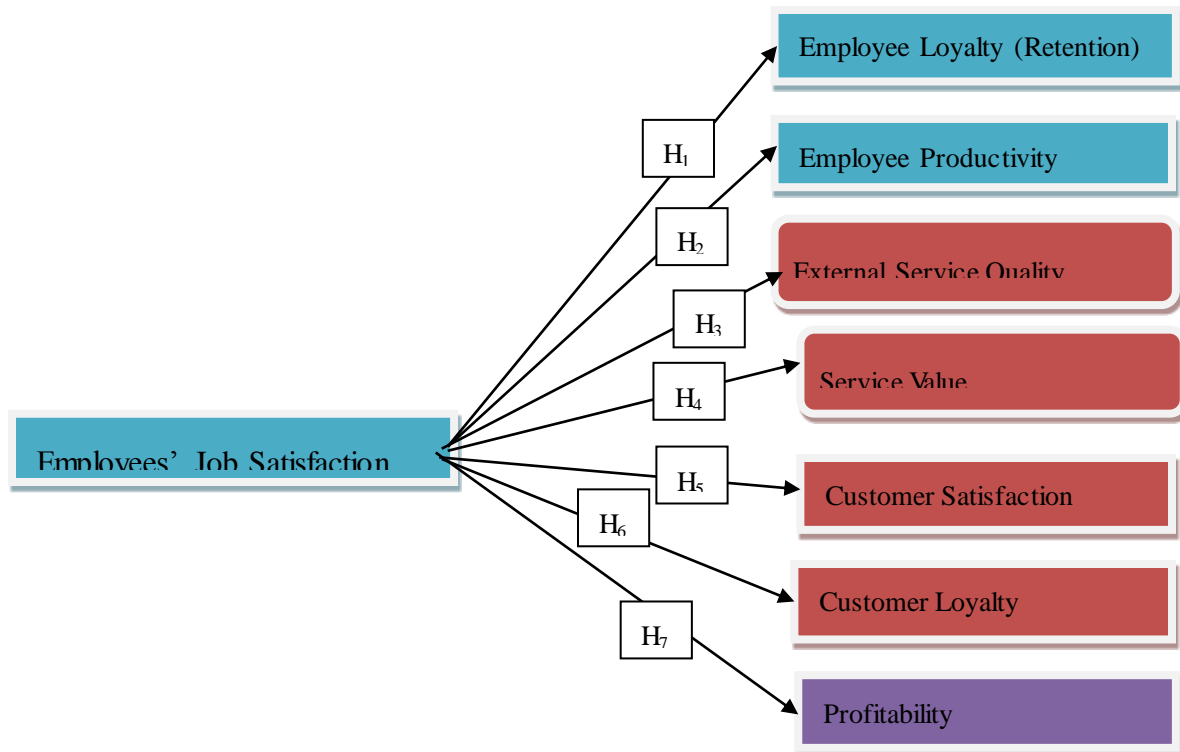 Employee Loyalty (Retention)
H₁
Employee Productivity
H₂
External Service Quality
H₃
Service Value
H₄
Employees’ Job Satisfaction
H₅
Customer Satisfaction
H₆
Customer Loyalty
H₇
Profitability